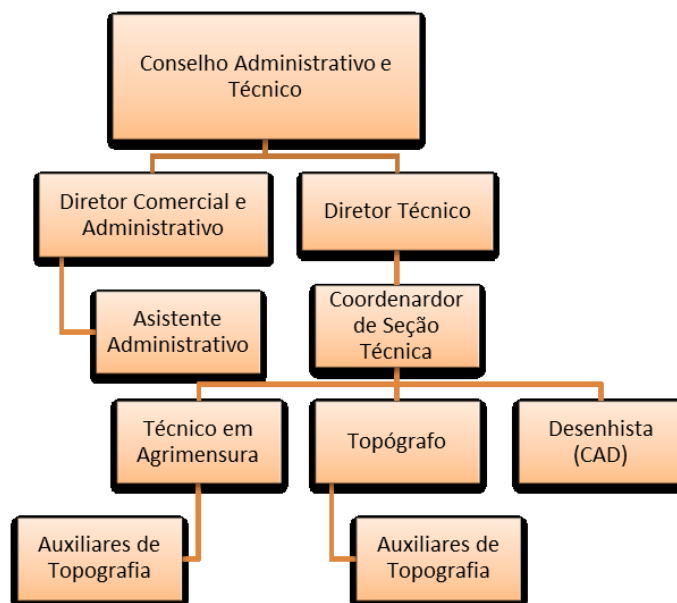 Conselho Administrativo e
Técnico
Diretor Comercial e
Administrativo
Diretor Técnico
Asistente
Administrativo
Coordenardor
de Seção
Técnica
Técnico em
Agrimensura
Topógrafo
Desenhista
(CAD)
Auxiliares de
Topografia
Auxiliares de
Topografia